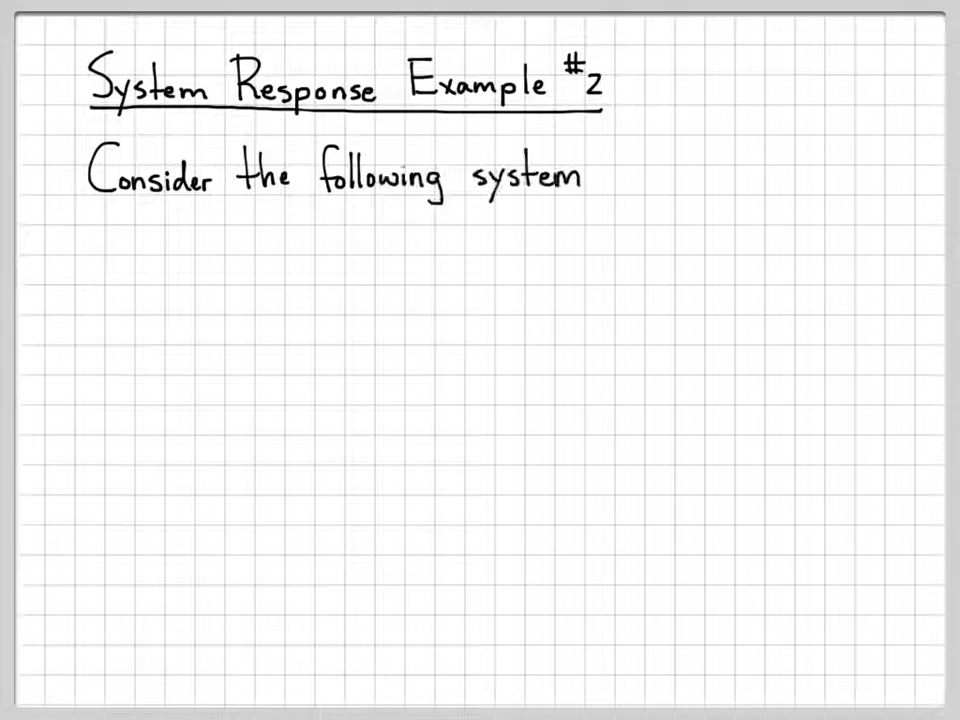 System Response Example #2
Consider the following system